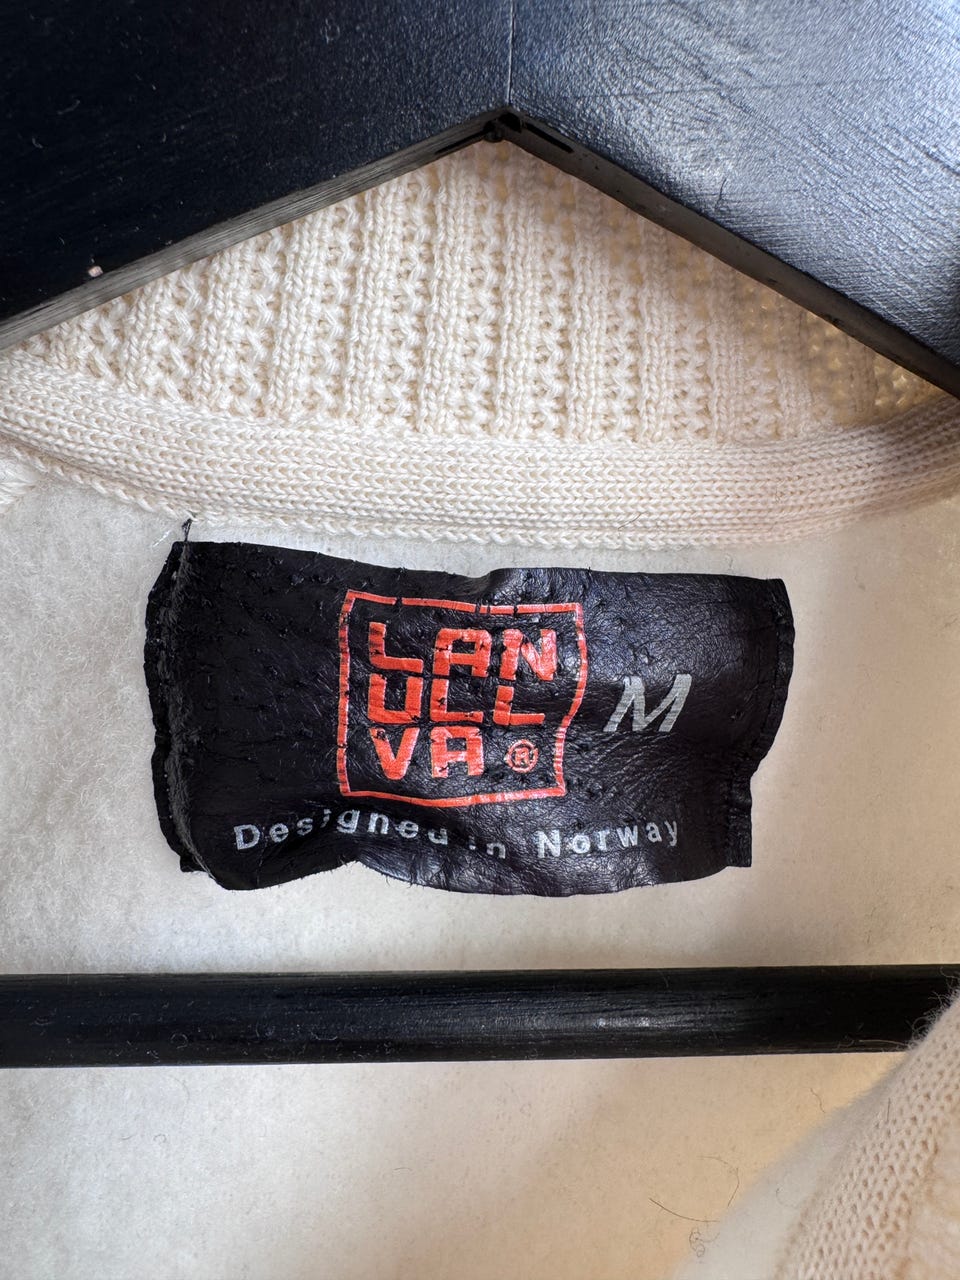 LAN
ULL
VA ®
M
Designed in Norway